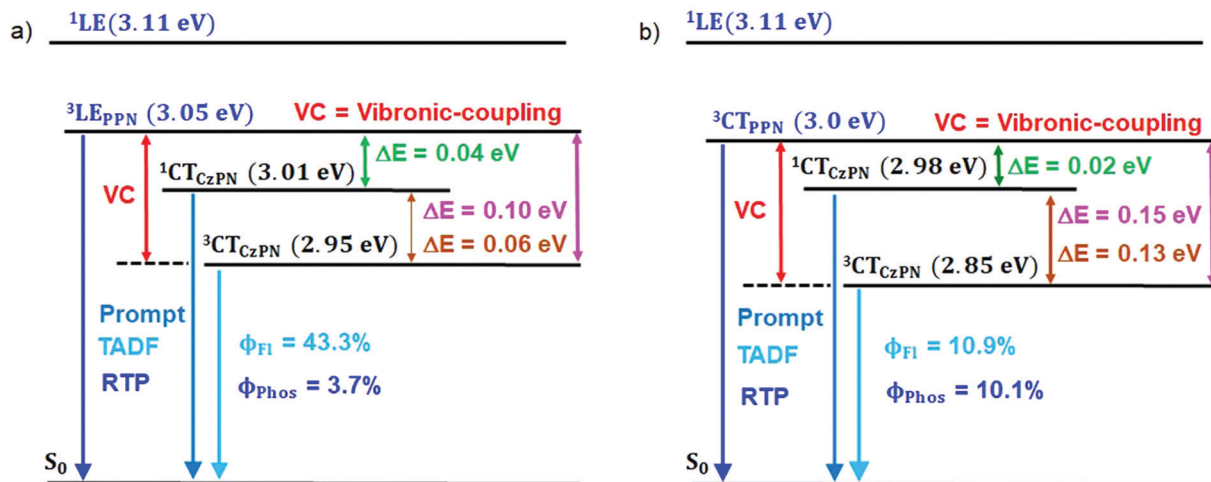 a)
¹LE(3.11 eV)
³LE_PPN (3.05 eV)
VC = Vibronic-coupling
ΔE = 0.04 eV
¹CT_CzPN (3.01 eV)
VC
ΔE = 0.10 eV
³CT_CzPN (2.95 eV)
ΔE = 0.06 eV
Prompt
TADF
RTP
ϕ_Fl = 43.3%
ϕ_Phos = 3.7%
S₀
b)
¹LE(3.11 eV)
³CT_PPN (3.0 eV)
VC = Vibronic-coupling
¹CT_CzPN (2.98 eV)
ΔE = 0.02 eV
VC
ΔE = 0.15 eV
ΔE = 0.13 eV
³CT_CzPN (2.85 eV)
Prompt
TADF
RTP
ϕ_Fl = 10.9%
ϕ_Phos = 10.1%
S₀